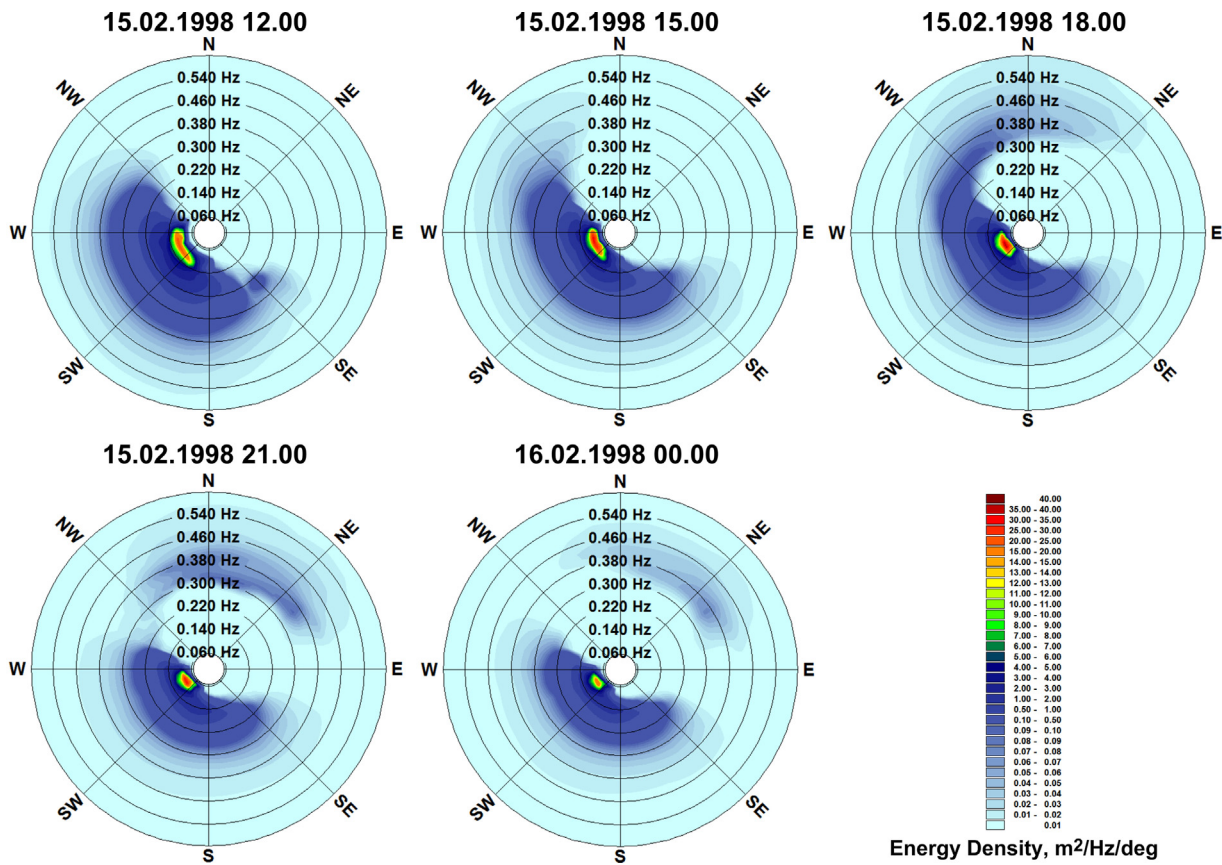 15.02.1998 12.00
N
NW
NE
0.540 Hz
0.460 Hz
0.380 Hz
0.300 Hz
0.220 Hz
0.140 Hz
0.060 Hz
W
E
SW
SE
S
15.02.1998 15.00
N
NW
NE
0.540 Hz
0.460 Hz
0.380 Hz
0.300 Hz
0.220 Hz
0.140 Hz
0.060 Hz
W
E
SW
SE
S
15.02.1998 18.00
N
NW
NE
0.540 Hz
0.460 Hz
0.380 Hz
0.300 Hz
0.220 Hz
0.140 Hz
0.060 Hz
W
E
SW
SE
S
15.02.1998 21.00
N
NW
NE
0.540 Hz
0.460 Hz
0.380 Hz
0.300 Hz
0.220 Hz
0.140 Hz
0.060 Hz
W
E
SW
SE
S
16.02.1998 00.00
N
NW
NE
0.540 Hz
0.460 Hz
0.380 Hz
0.300 Hz
0.220 Hz
0.140 Hz
0.060 Hz
W
E
SW
SE
S
40.00
35.00 - 40.00
30.00 - 35.00
25.00 - 30.00
20.00 - 25.00
15.00 - 20.00
14.00 - 15.00
13.00 - 14.00
12.00 - 13.00
11.00 - 12.00
10.00 - 11.00
9.00 - 10.00
8.00 - 9.00
7.00 - 8.00
6.00 - 7.00
5.00 - 6.00
4.00 - 5.00
3.00 - 4.00
2.00 - 3.00
1.00 - 2.00
0.50 - 1.00
0.10 - 0.50
0.09 - 0.10
0.08 - 0.09
0.07 - 0.08
0.06 - 0.07
0.05 - 0.06
0.04 - 0.05
0.03 - 0.04
0.02 - 0.03
0.01 - 0.02
0.01
Energy Density, m²/Hz/deg